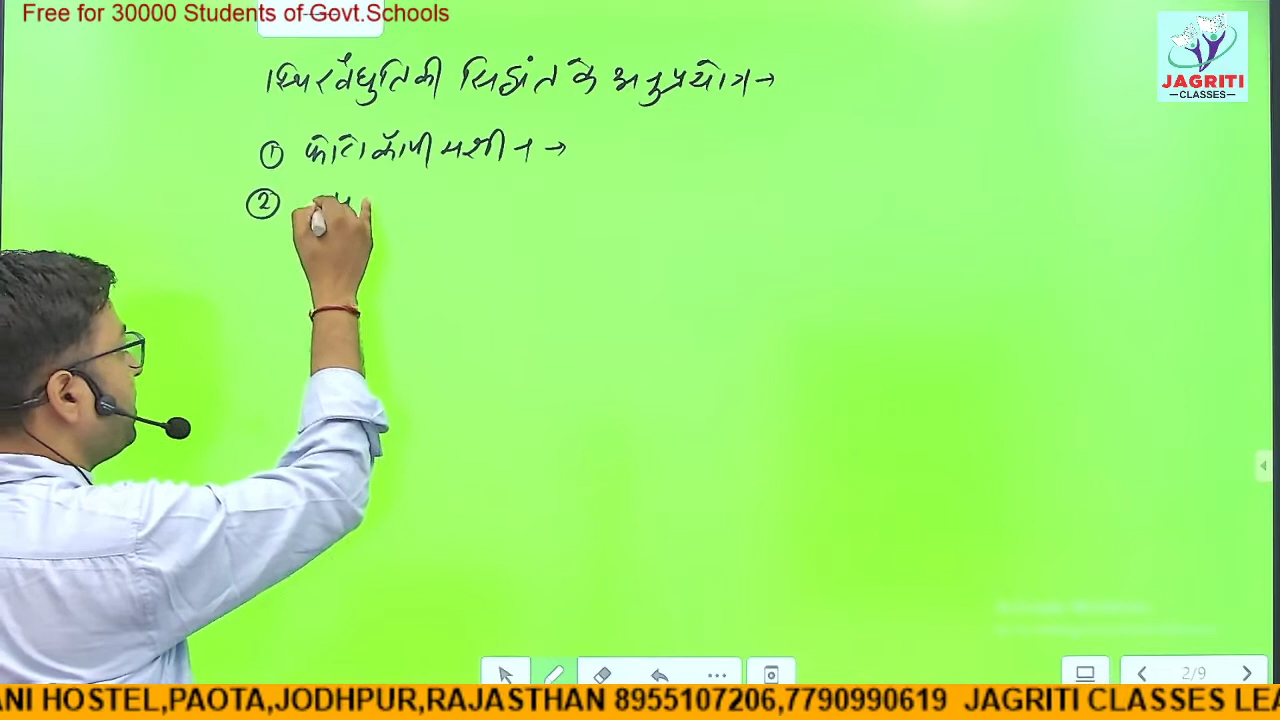 Free for 30000 Students of Govt.Schools
स्थिरवैधुतिकी सिद्धांत के अनुप्रयोग →
① फोटो कॉपी मशीन →
②
JAGRITI
—CLASSES—
2/9
ANI HOSTEL,PAOTA,JODHPUR,RAJASTHAN 8955107206,7790990619 JAGRITI CLASSES LEA